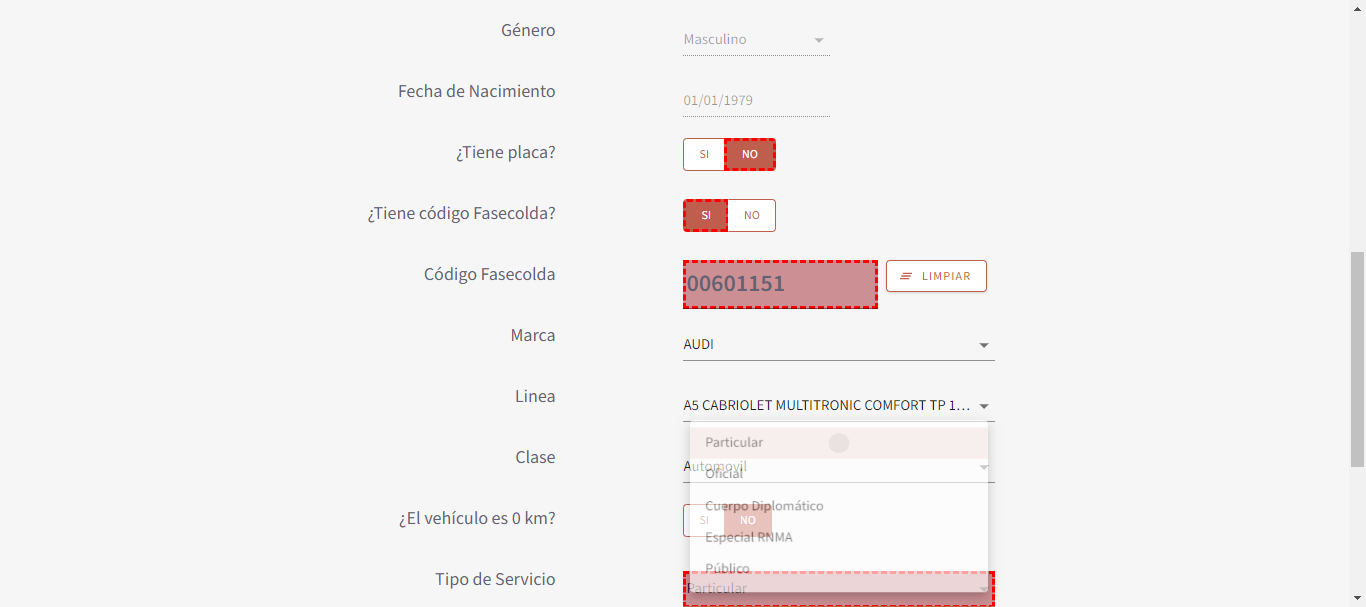 Género
Masculino
Fecha de Nacimiento
01/01/1979
¿Tiene placa?
SI NO
¿Tiene código Fasecolda?
SI NO
Código Fasecolda
00601151
LIMPIAR
Marca
AUDI
Linea
A5 CABRIOLET MULTITRONIC COMFORT TP 1...
Particular
Clase
Automovil
Oficial
Cuerpo Diplomático
¿El vehículo es 0 km?
SI NO
Especial RNMA
Público
Tipo de Servicio
Particular